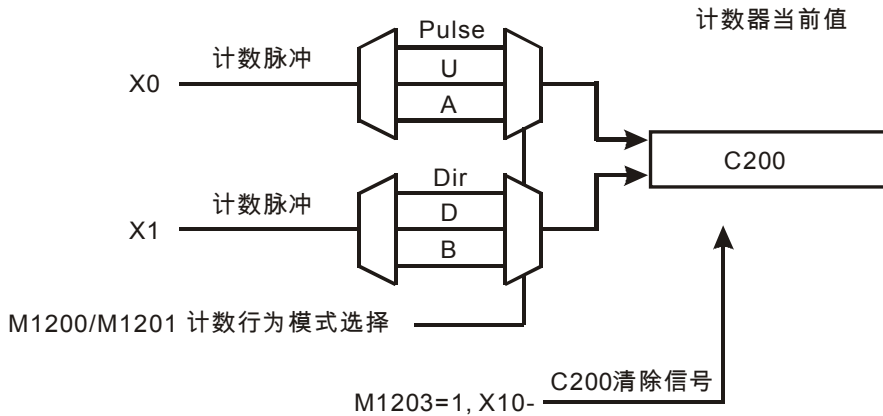 计数器当前值
Pulse
计数脉冲
X0
U
A
C200
Dir
计数脉冲
X1
D
B
M1200/M1201 计数行为模式选择
C200清除信号
M1203=1, X10-